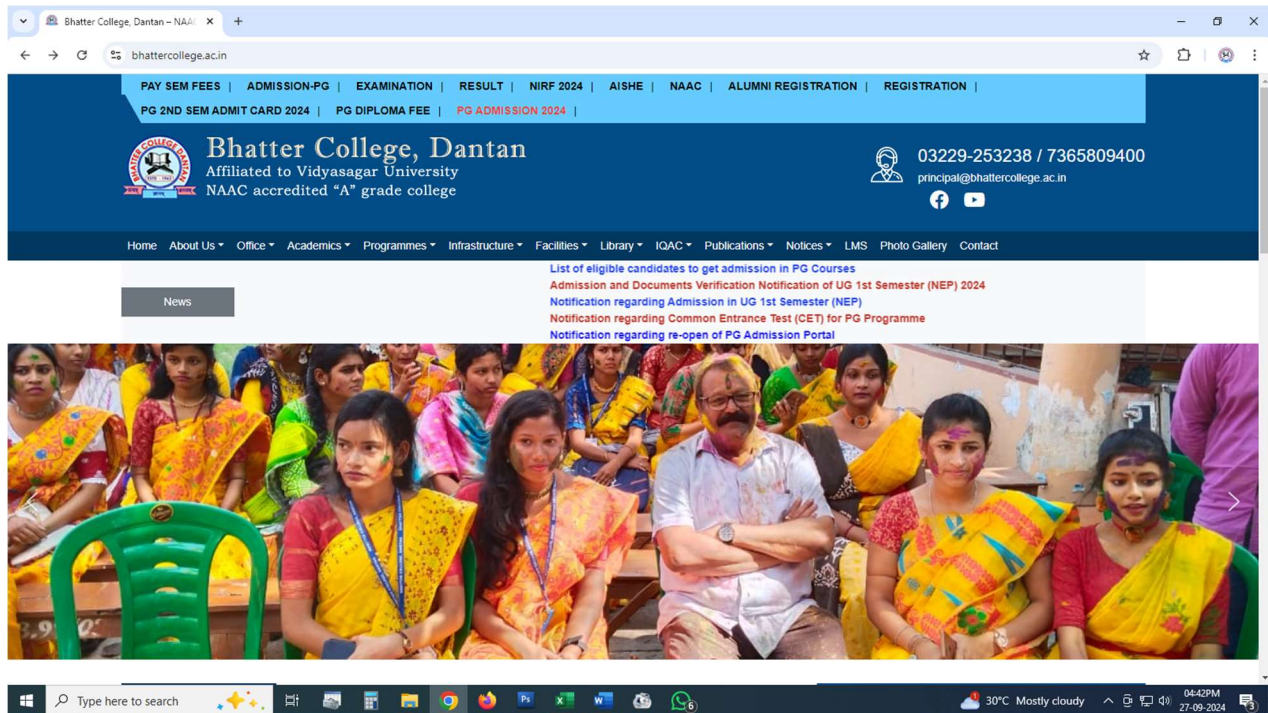 Bhatter College, Dantan – NAA
bhattercollege.ac.in
PAY SEM FEES | ADMISSION-PG | EXAMINATION | RESULT | NIRF 2024 | AISHE | NAAC | ALUMNI REGISTRATION | REGISTRATION |
PG 2ND SEM ADMIT CARD 2024 | PG DIPLOMA FEE | PG ADMISSION 2024 |
Bhatter College, Dantan
Affiliated to Vidyasagar University
NAAC accredited “A” grade college
03229-253238 / 7365809400
principal@bhattercollege.ac.in
Home About Us Office Academics Programmes Infrastructure Facilities Library IQAC Publications Notices LMS Photo Gallery Contact
News
List of eligible candidates to get admission in PG Courses
Admission and Documents Verification Notification of UG 1st Semester (NEP) 2024
Notification regarding Admission in UG 1st Semester (NEP)
Notification regarding Common Entrance Test (CET) for PG Programme
Notification regarding re-open of PG Admission Portal
Type here to search
30°C Mostly cloudy
04:42PM
27-09-2024